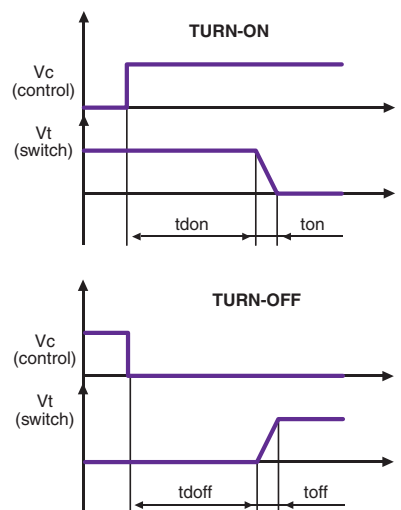 TURN-ON
Vc
(control)
Vt
(switch)
tdon ton
TURN-OFF
Vc
(control)
Vt
(switch)
tdoff toff